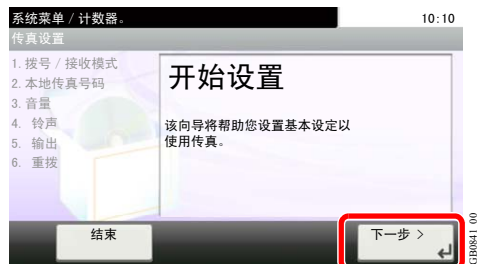 系统菜单 / 计数器。
10:10
传真设置
1. 拨号 / 接收模式
2. 本地传真号码
3. 音量
4. 铃声
5. 输出
6. 重拨
开始设置
该向导将帮助您设置基本设定以
使用传真。
结束
下一步 >
GB0841 00